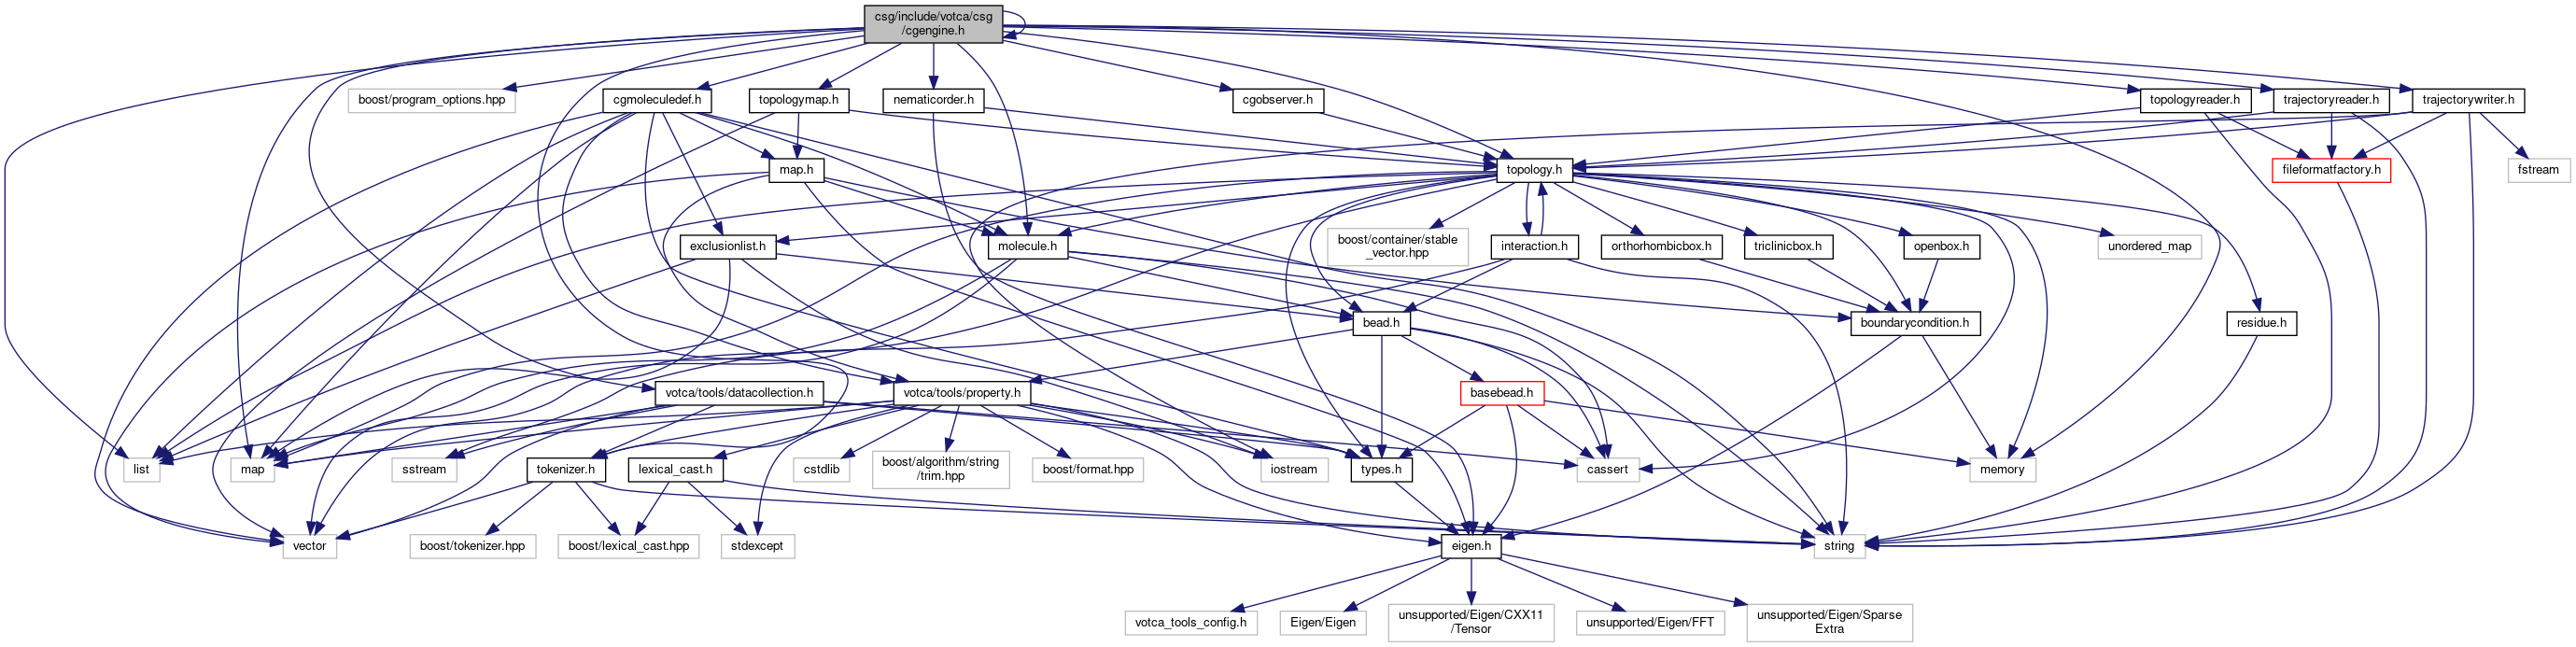 csg/include/votca/csg
/cgengine.h
boost/program_options.hpp
cgmoleculedef.h
topologymap.h
nematicorder.h
cgobserver.h
topologyreader.h
trajectoryreader.h
trajectorywriter.h
map.h
topology.h
fileformatfactory.h
fstream
exclusionlist.h
molecule.h
boost/container/stable
_vector.hpp
interaction.h
orthorhombicbox.h
triclinicbox.h
openbox.h
unordered_map
bead.h
boundarycondition.h
residue.h
votca/tools/datacollection.h
votca/tools/property.h
basebead.h
list
map
sstream
tokenizer.h
lexical_cast.h
cstdlib
boost/algorithm/string
/trim.hpp
boost/format.hpp
iostream
types.h
cassert
memory
vector
boost/tokenizer.hpp
boost/lexical_cast.hpp
stdexcept
eigen.h
string
votca_tools_config.h
Eigen/Eigen
unsupported/Eigen/CXX11
/Tensor
unsupported/Eigen/FFT
unsupported/Eigen/Sparse
Extra